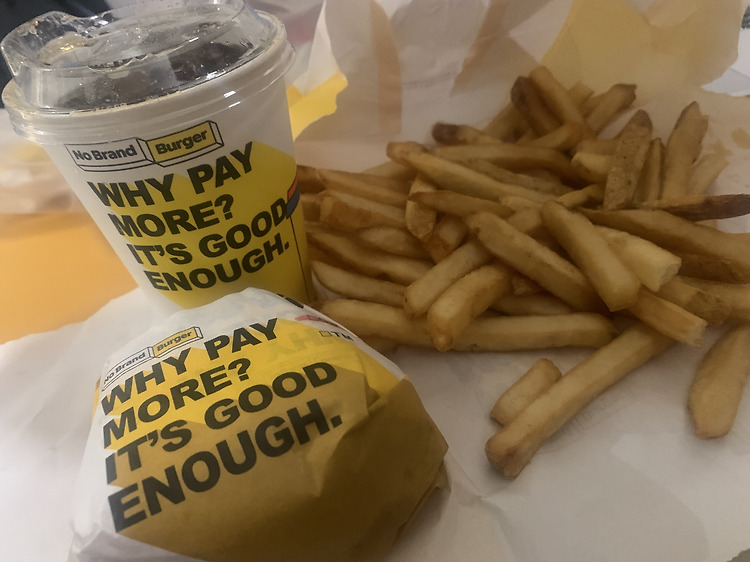 No Brand Burger
WHY PAY
MORE?
IT'S GOOD
ENOUGH.
No Brand Burger
WHY PAY
MORE?
IT'S GOOD
ENOUGH.